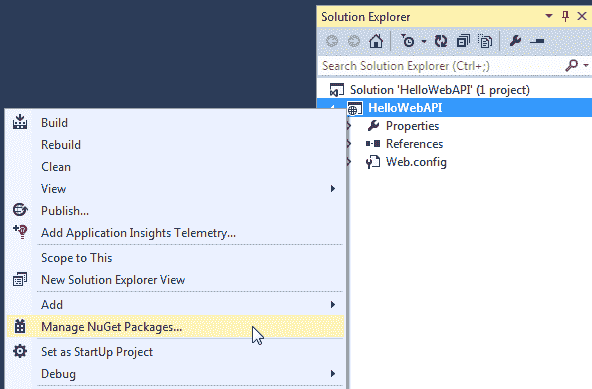 Solution Explorer
Search Solution Explorer (Ctrl+;)
Solution 'HelloWebAPI' (1 project)
HelloWebAPI
Properties
References
Web.config
Build
Rebuild
Clean
View
Publish...
Add Application Insights Telemetry...
Scope to This
New Solution Explorer View
Add
Manage NuGet Packages...
Set as StartUp Project
Debug